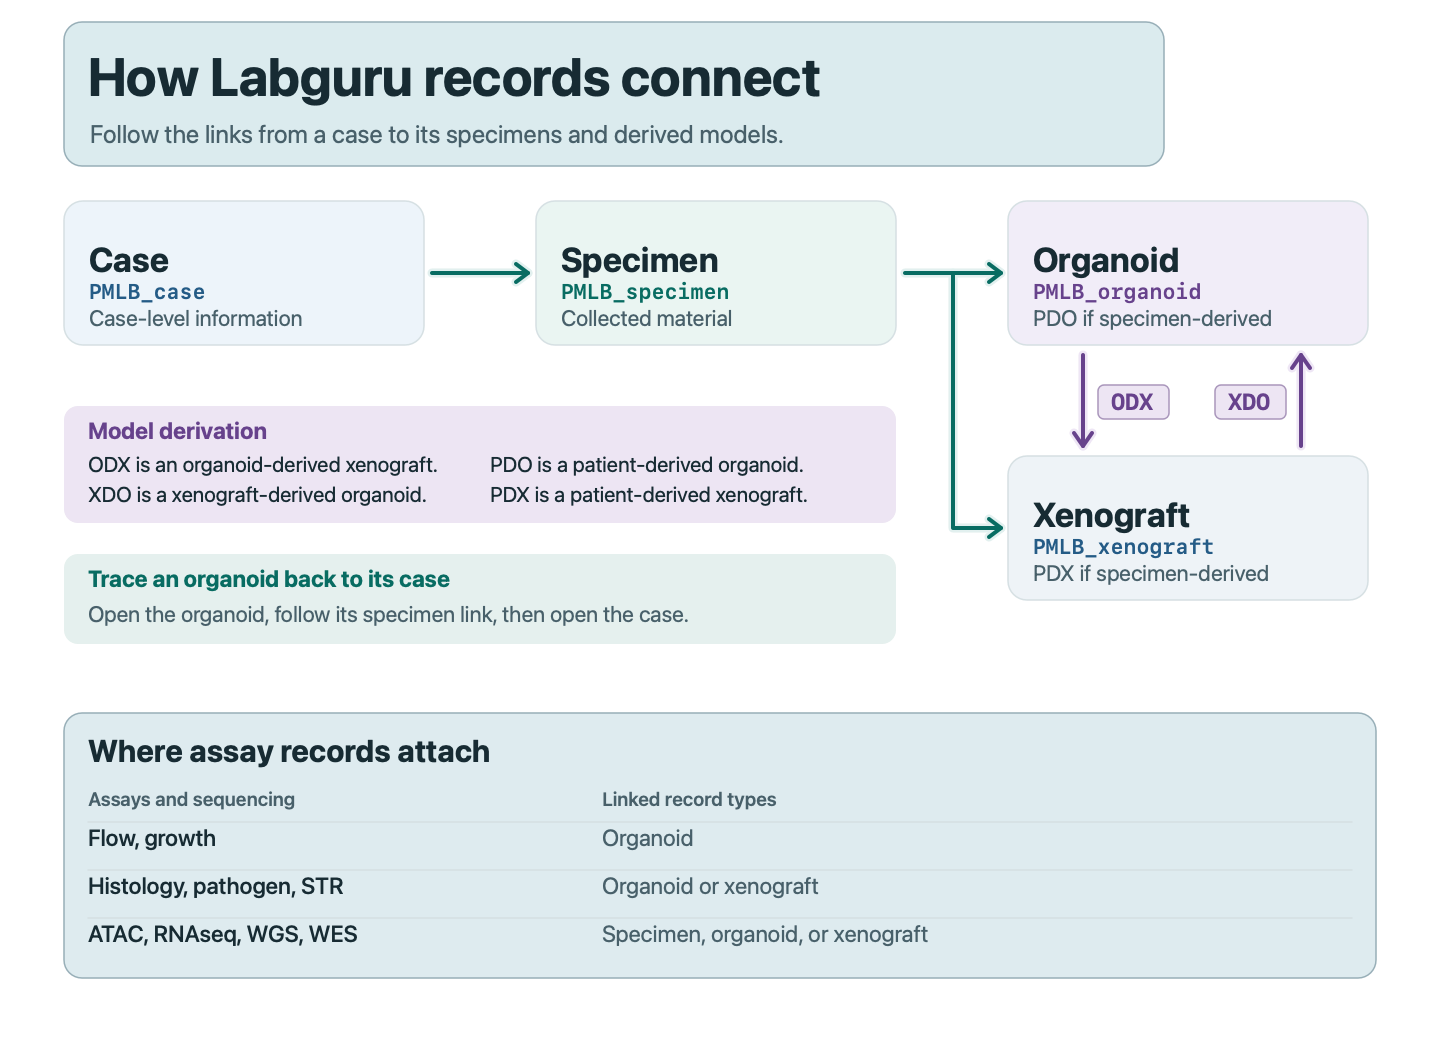 How Labguru records connect
Follow the links from a case to its specimens and derived models.
Case
PMLB_case
Case-level information
Specimen
PMLB_specimen
Collected material
Organoid
PMLB_organoid
PDO if specimen-derived
ODX
XDO
Xenograft
PMLB_xenograft
PDX if specimen-derived
Model derivation
ODX is an organoid-derived xenograft.
PDO is a patient-derived organoid.
XDO is a xenograft-derived organoid.
PDX is a patient-derived xenograft.
Trace an organoid back to its case
Open the organoid, follow its specimen link, then open the case.
Where assay records attach
Assays and sequencing
Linked record types
Flow, growth
Organoid
Histology, pathogen, STR
Organoid or xenograft
ATAC, RNAseq, WGS, WES
Specimen, organoid, or xenograft